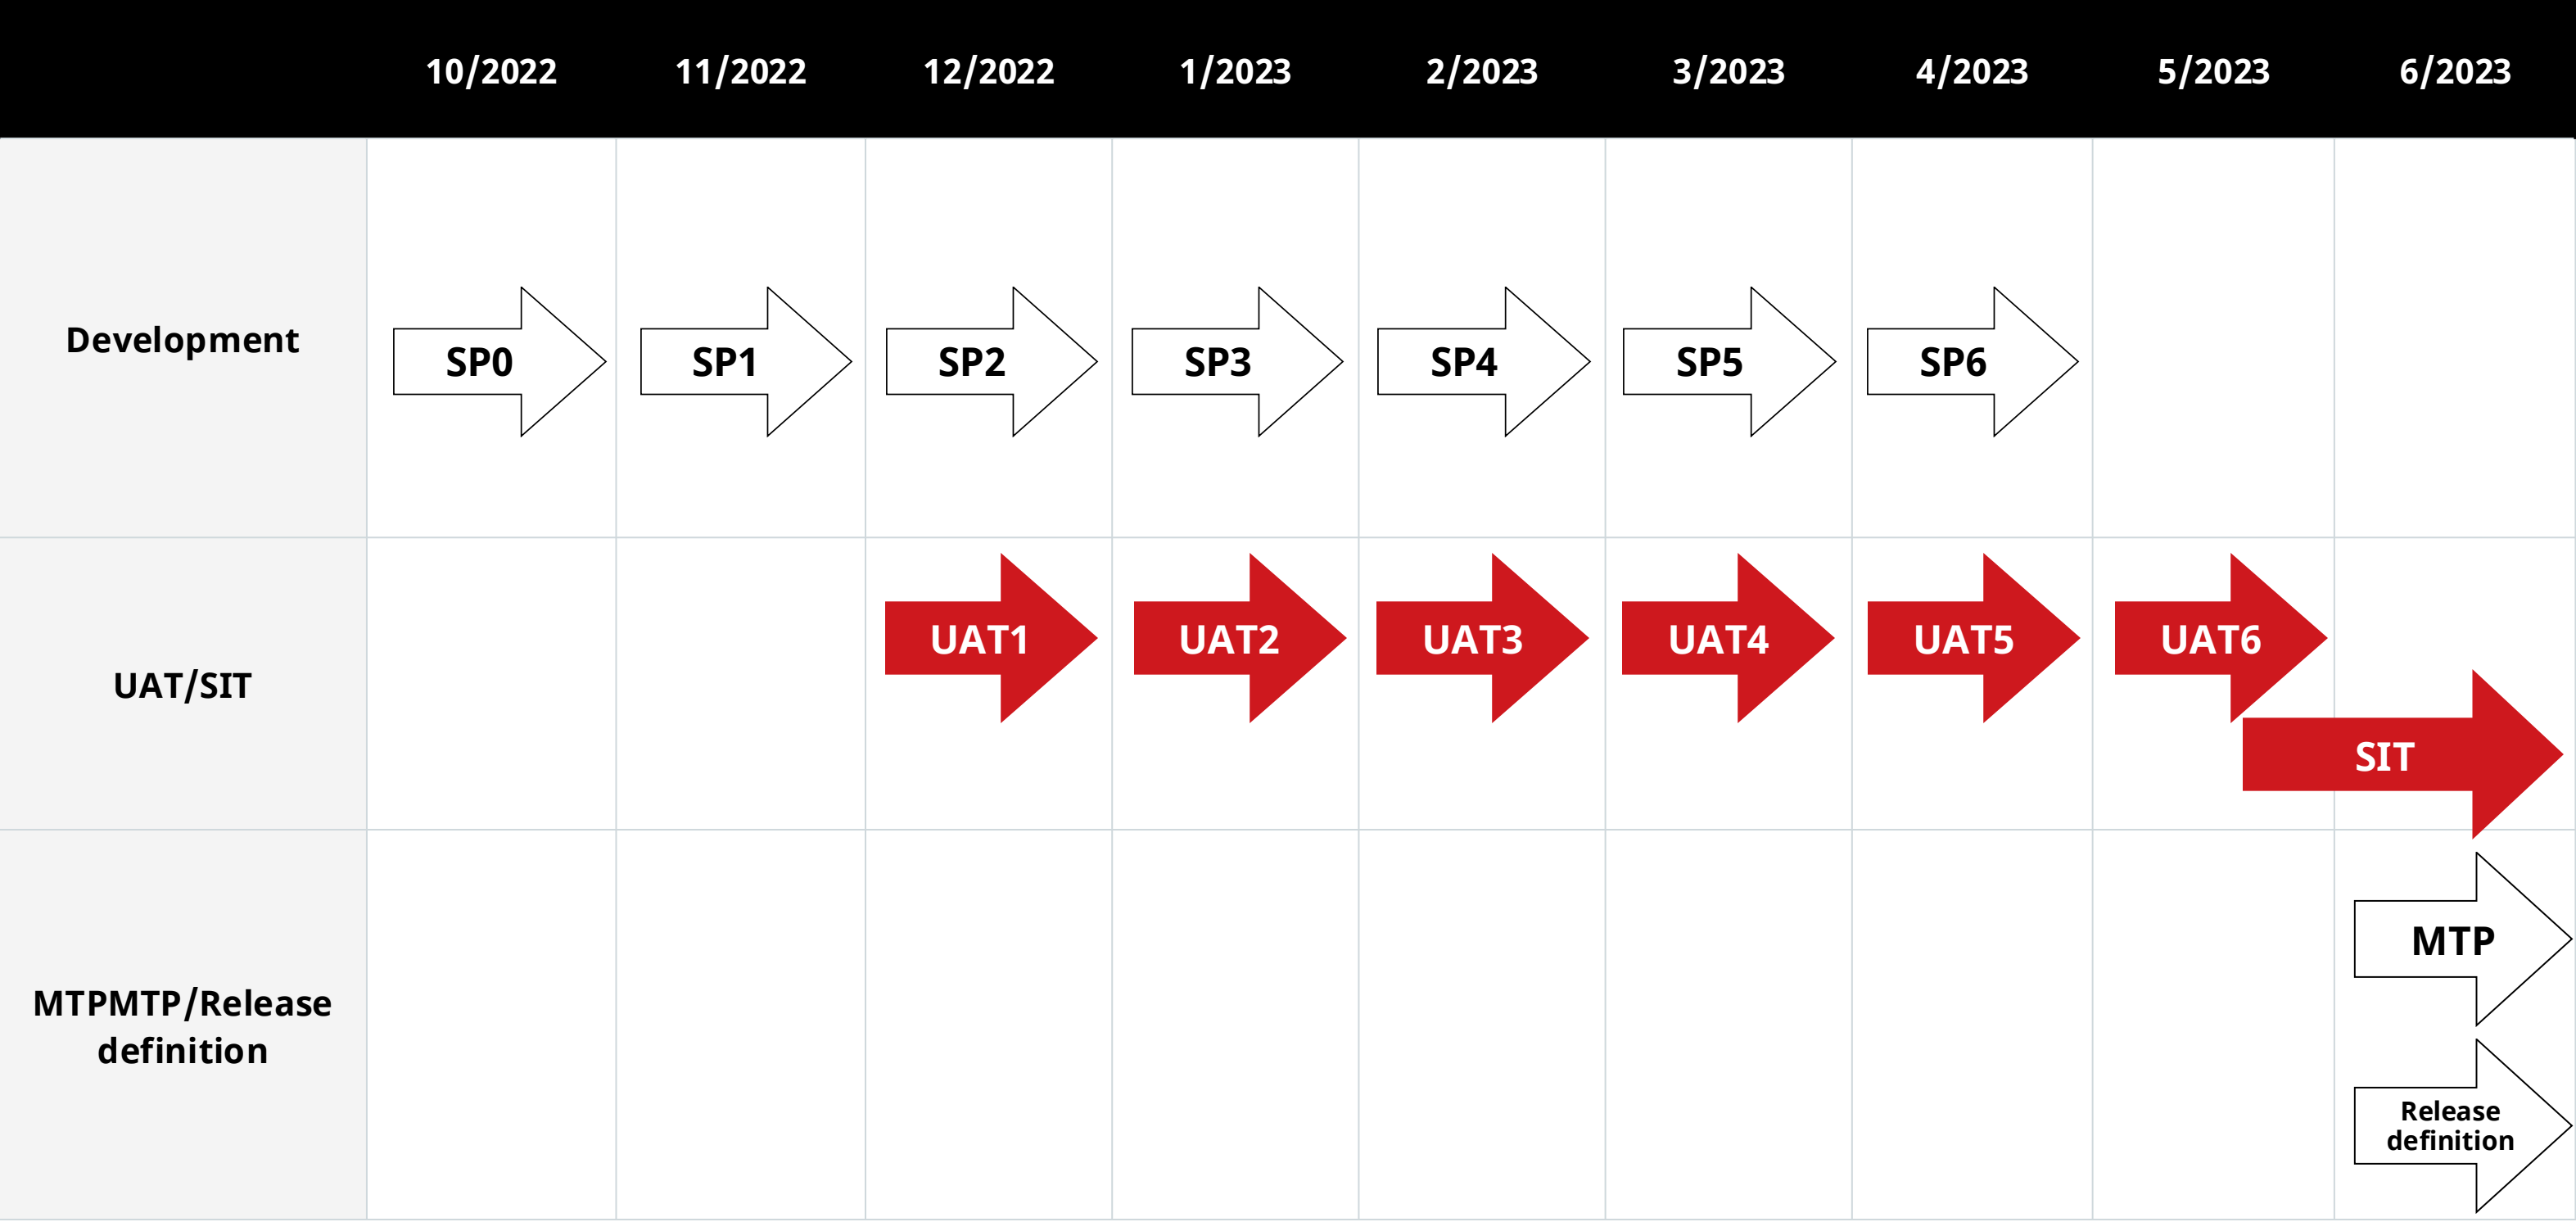 10/2022 11/2022 12/2022 1/2023 2/2023 3/2023 4/2023 5/2023 6/2023
Development
SP0 SP1 SP2 SP3 SP4 SP5 SP6
UAT/SIT
UAT1 UAT2 UAT3 UAT4 UAT5 UAT6
SIT
MTPMTP/Release
definition
MTP
Release
definition